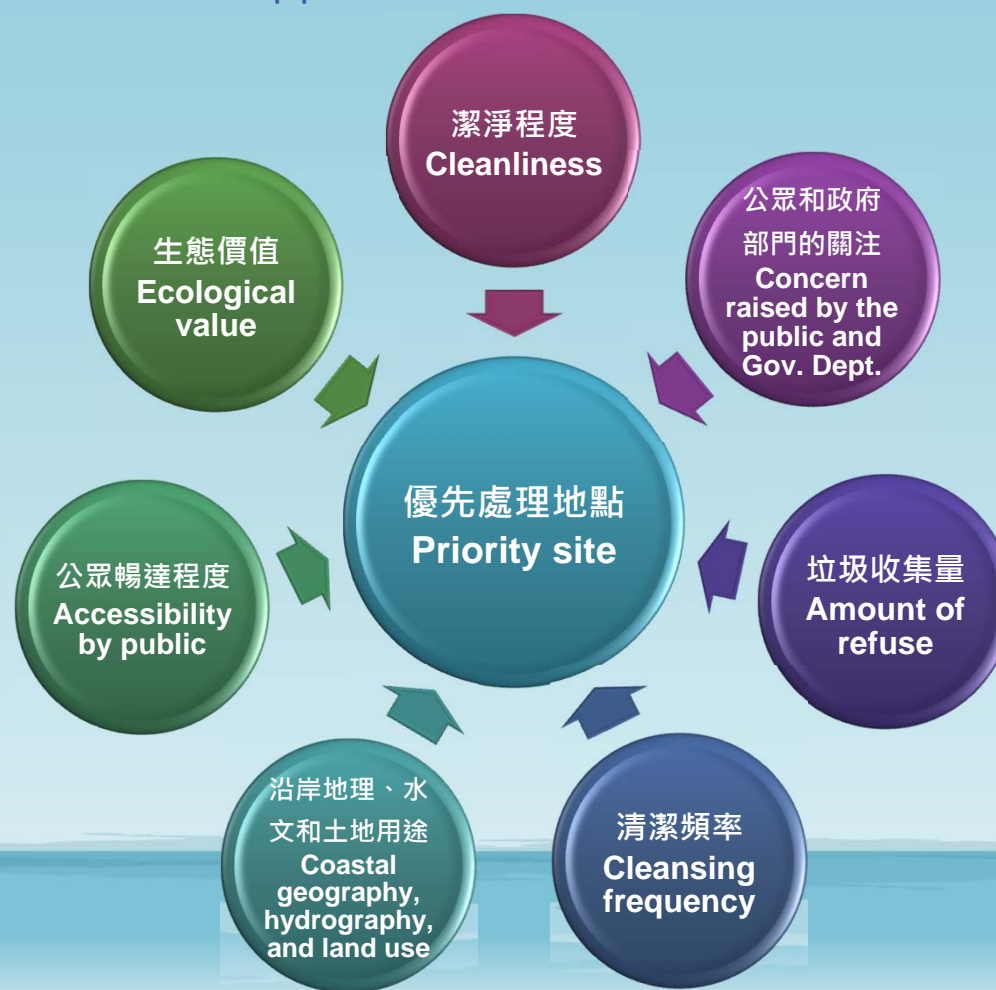 潔淨程度
Cleanliness
公眾和政府
部門的關注
Concern
raised by the
public and
Gov. Dept.
生態價值
Ecological
value
優先處理地點
Priority site
垃圾收集量
Amount of
refuse
公眾暢達程度
Accessibility
by public
沿岸地理、水
文和土地用途
Coastal
geography,
hydrography,
and land use
清潔頻率
Cleansing
frequency